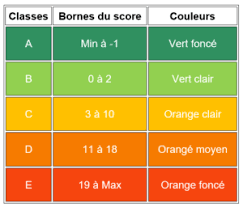 Classes Bornes du score Couleurs
A Min à -1 Vert foncé
B 0 à 2 Vert clair
C 3 à 10 Orange clair
D 11 à 18 Orangé moyen
E 19 à Max Orange foncé